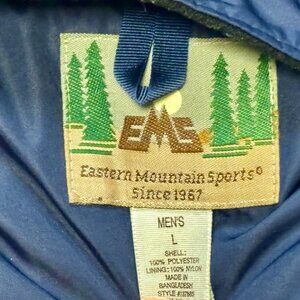 EMS
Eastern Mountain Sports®
Since 1967
MEN'S
L
SHELL:
100% POLYESTER
LINING: 100% NYLON
MADE IN
BANGLADESH